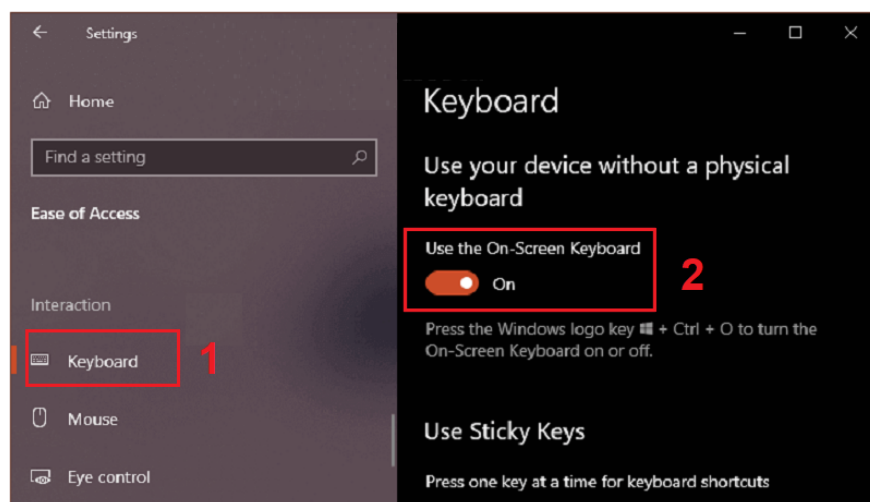 Settings
Home
Find a setting
Ease of Access
Interaction
Keyboard
1
Mouse
Eye control
Keyboard
Use your device without a physical
keyboard
Use the On-Screen Keyboard
On
2
Press the Windows logo key + Ctrl + O to turn the
On-Screen Keyboard on or off.
Use Sticky Keys
Press one key at a time for keyboard shortcuts